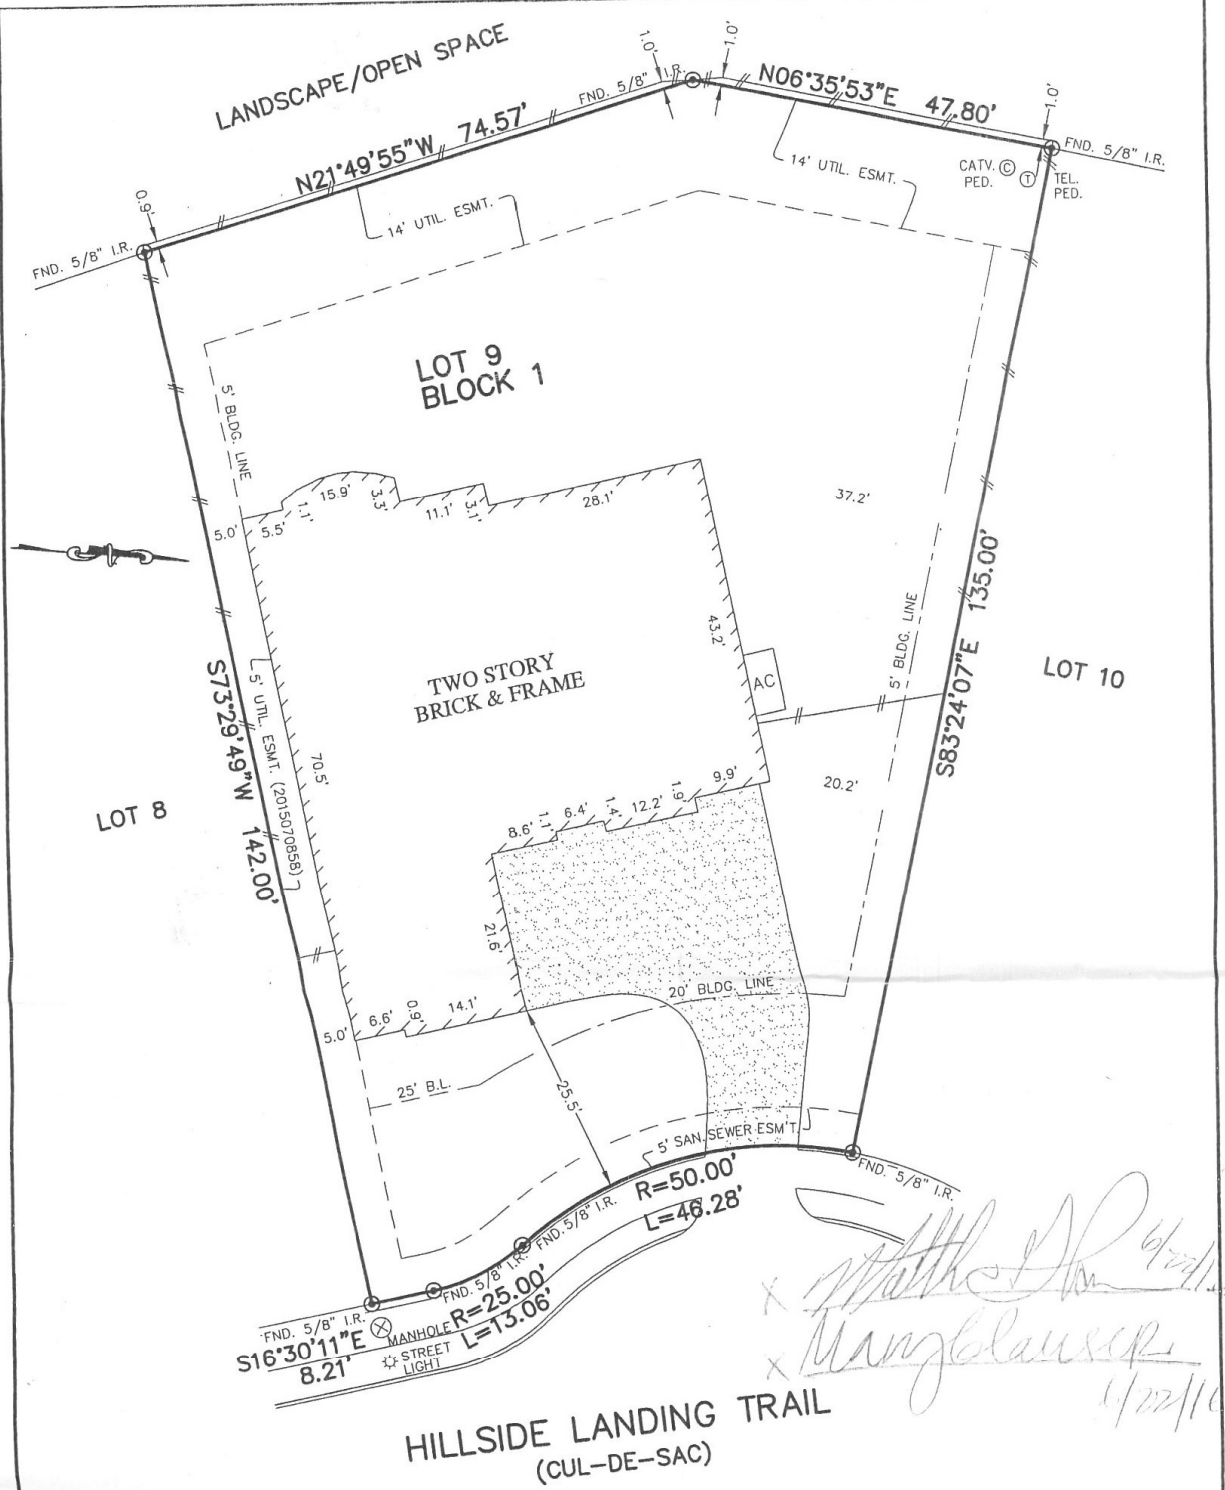 LANDSCAPE/OPEN SPACE
1.0'
1.0'
N06°35'53"E 47.80'
1.0'
FND. 5/8" I.R.
N21°49'55"W 74.57'
FND. 5/8" I.R.
CATV. PED. Ⓒ
Ⓣ TEL. PED.
14' UTIL. ESMT.
14' UTIL. ESMT.
0.9'
FND. 5/8" I.R.
LOT 9
BLOCK 1
5' BLDG. LINE
15.9'
3.3'
1.1'
11.1'
3.1'
28.1'
37.2'
5.0'
5.5'
S83°24'07"E 135.00'
5' BLDG. LINE
43.2'
TWO STORY
BRICK & FRAME
AC
LOT 10
S73°29'49"W 142.00'
5' UTIL. ESMT. (2015070858)
70.5'
LOT 8
9.9'
1.9'
12.2'
1.4'
6.4'
1.1'
8.6'
20.2'
21.6'
20' BLDG. LINE
14.1'
0.9'
6.6'
5.0'
25' B.L.
25.5'
5' SAN. SEWER ESM'T.
FND. 5/8" I.R.
R=50.00'
L=46.28'
FND. 5/8" I.R.
FND. 5/8" I.R.
R=25.00'
L=13.06'
FND. 5/8" I.R.
S16°30'11"E
8.21'
MANHOLE
STREET
LIGHT
X
X
HILLSIDE LANDING TRAIL
(CUL-DE-SAC)